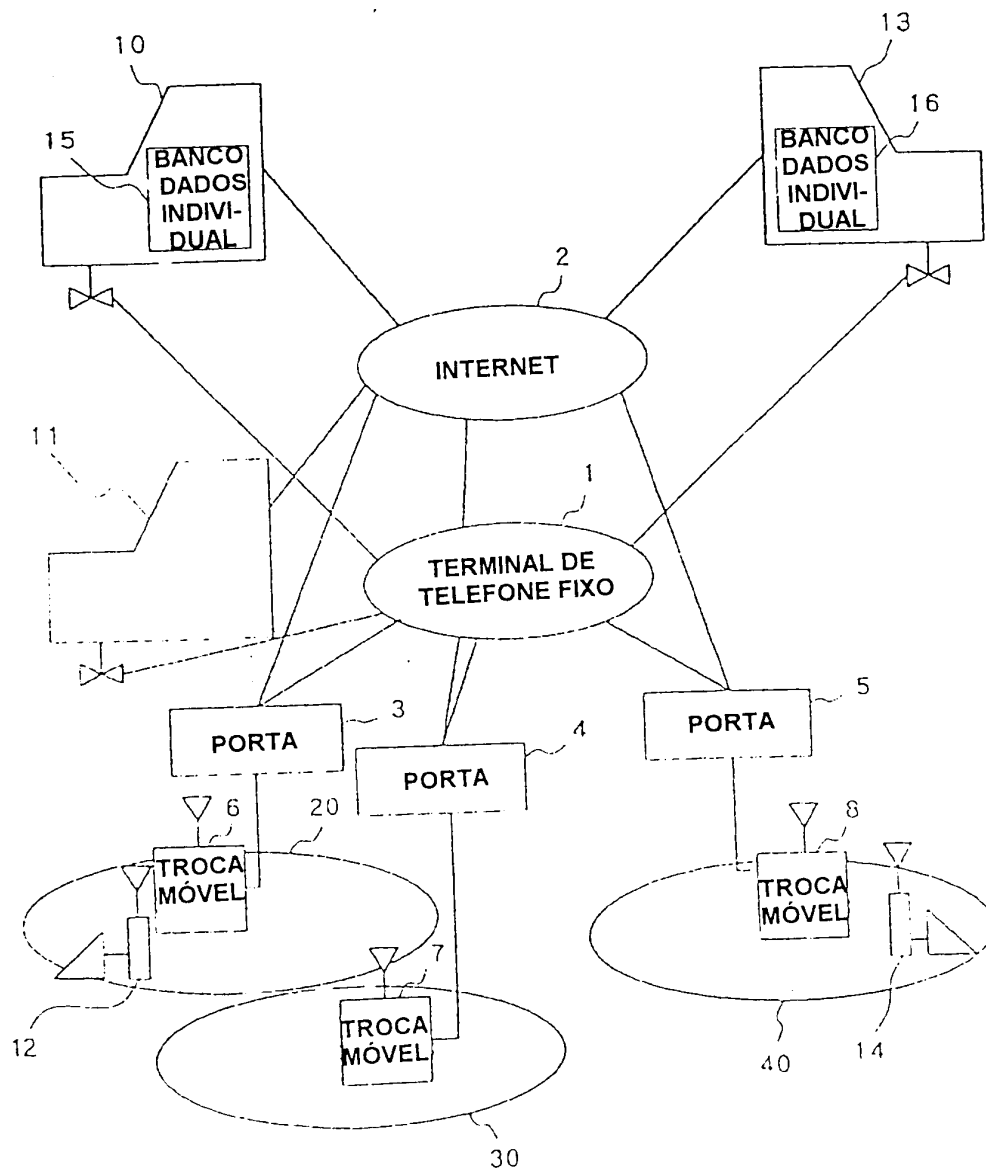 10
13
15
BANCO
DADOS
INDIVI-
DUAL
16
BANCO
DADOS
INDIVI-
DUAL
2
INTERNET
11
1
TERMINAL DE
TELEFONE FIXO
3
PORTA
4
PORTA
5
PORTA
6
20
TROCA
MÓVEL
8
TROCA
MÓVEL
7
TROCA
MÓVEL
12
40
14
30